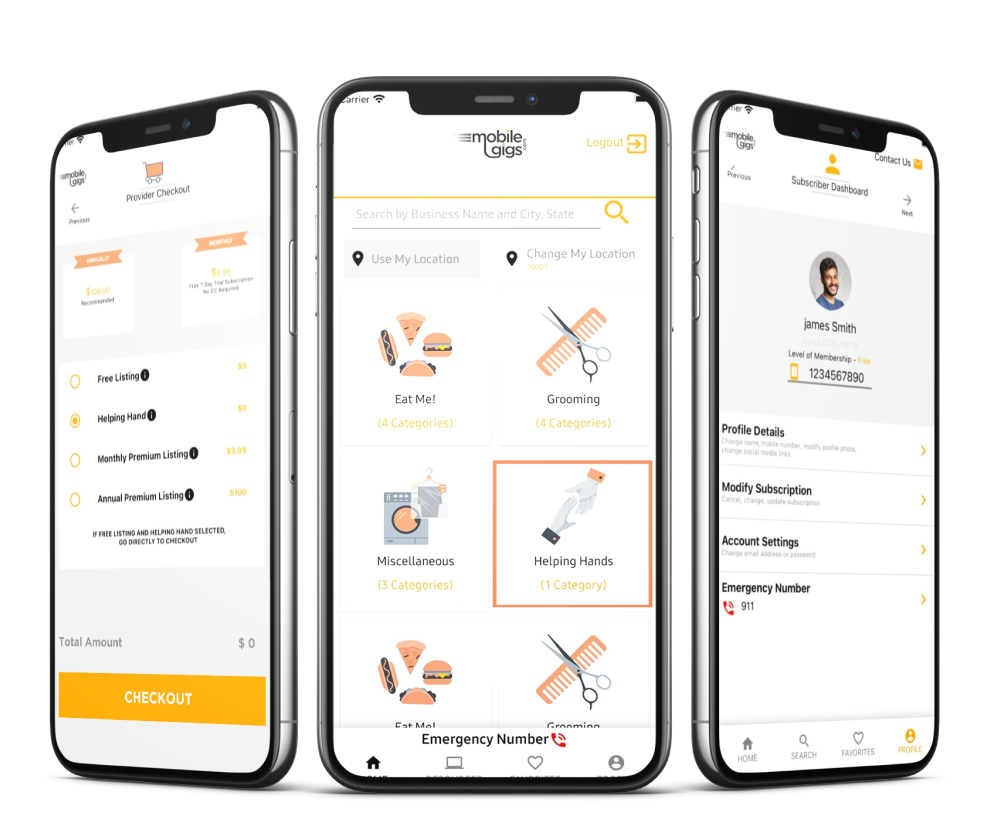 mobile
gigs
Previous
Provider Checkout
ANNUALLY
$100.00
Recommended
MONTHLY
$9.99
Free 7 Day Trial Subscription
No CC Required
Free Listing
$0
Helping Hand
$0
Monthly Premium Listing
$9.99
Annual Premium Listing
$100
IF FREE LISTING AND HELPING HAND SELECTED,
GO DIRECTLY TO CHECKOUT
Total Amount
$ 0
CHECKOUT
Carrier
mobile
gigs
.com
Logout
Search by Business Name and City, State
Use My Location
Change My Location
10001
Eat Me!
(4 Categories)
Grooming
(4 Categories)
Miscellaneous
(3 Categories)
Helping Hands
(1 Category)
Eat Me!
Grooming
Emergency Number
mobile
gigs
Previous
Subscriber Dashboard
Contact Us
Next
james Smith
Level of Membership - Free
1234567890
Profile Details
Change name,mobile number, modify profile photo,
change social media links
Modify Subscription
Cancel, change, update subscription
Account Settings
Change email address or password
Emergency Number
911
HOME
SEARCH
FAVORITES
PROFILE